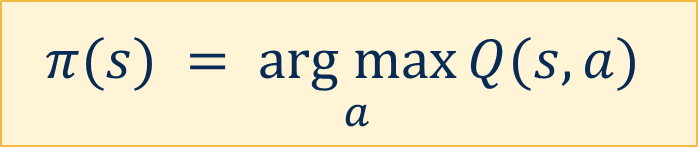 π(s) = arg max Q(s, a)
a